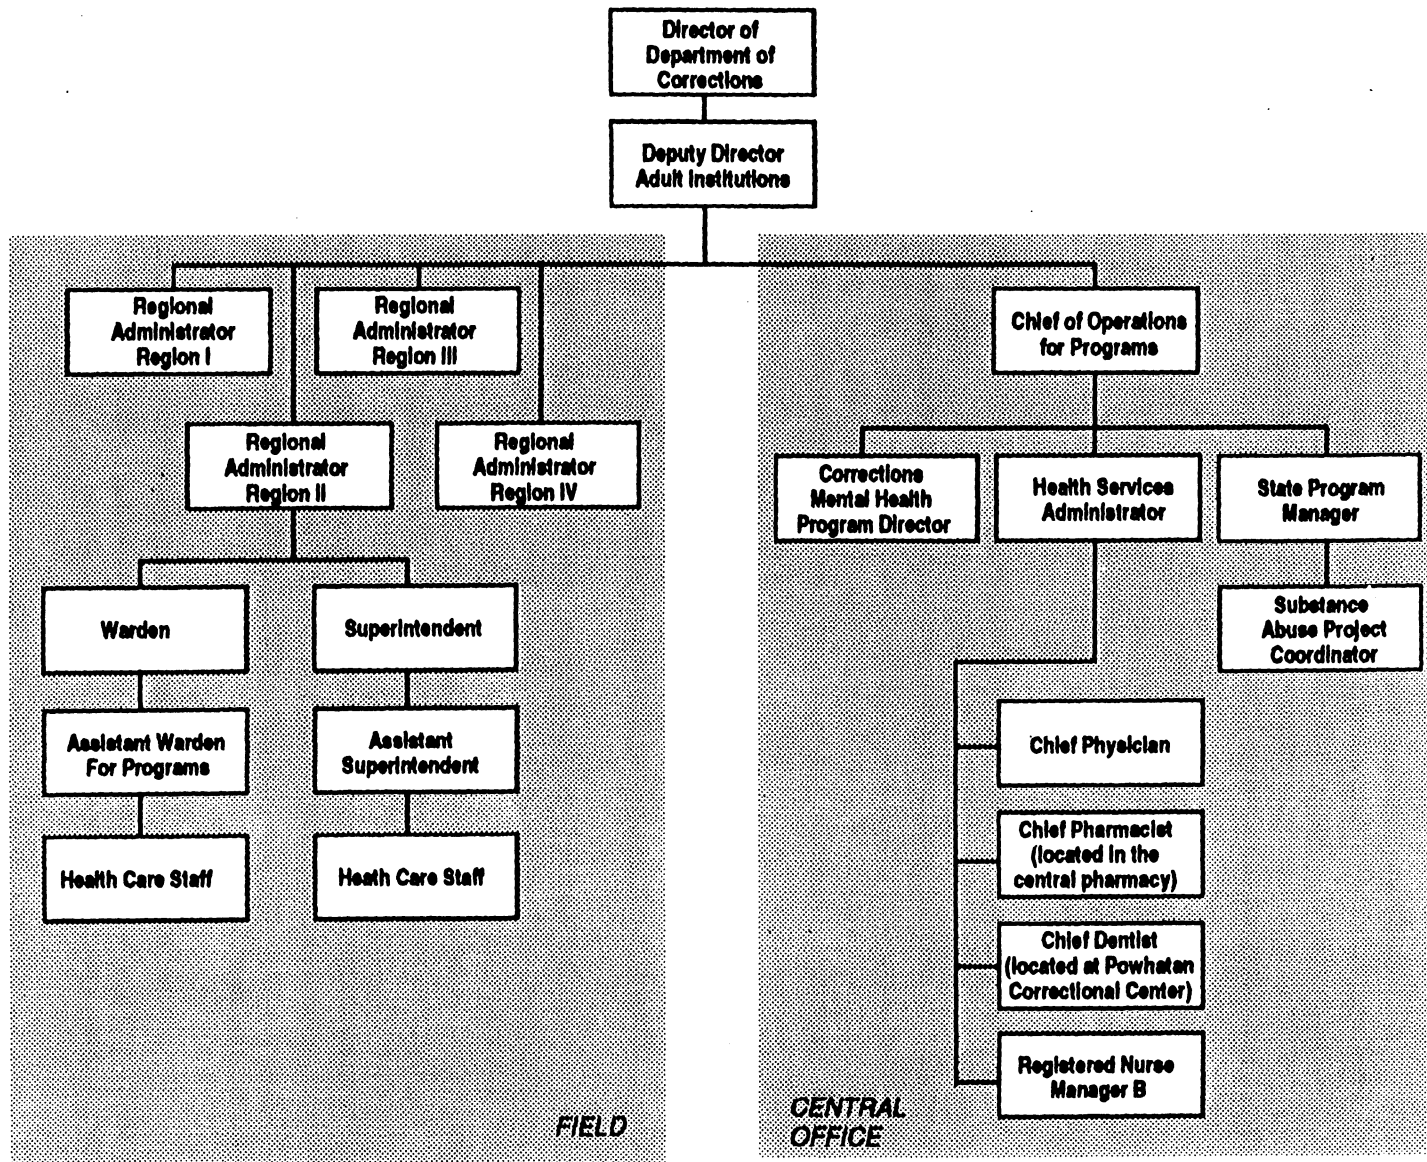 Director of
Department of
Corrections
Deputy Director
Adult Institutions
Regional
Administrator
Region I
Regional
Administrator
Region III
Regional
Administrator
Region II
Regional
Administrator
Region IV
Warden
Superintendent
Assistant Warden
For Programs
Assistant
Superintendent
Health Care Staff
Heath Care Staff
FIELD
Chief of Operations
for Programs
Corrections
Mental Health
Program Director
Health Services
Administrator
State Program
Manager
Substance
Abuse Project
Coordinator
Chief Physician
Chief Pharmacist
(located in the
central pharmacy)
Chief Dentist
(located at Powhatan
Correctional Center)
Registered Nurse
Manager B
CENTRAL
OFFICE